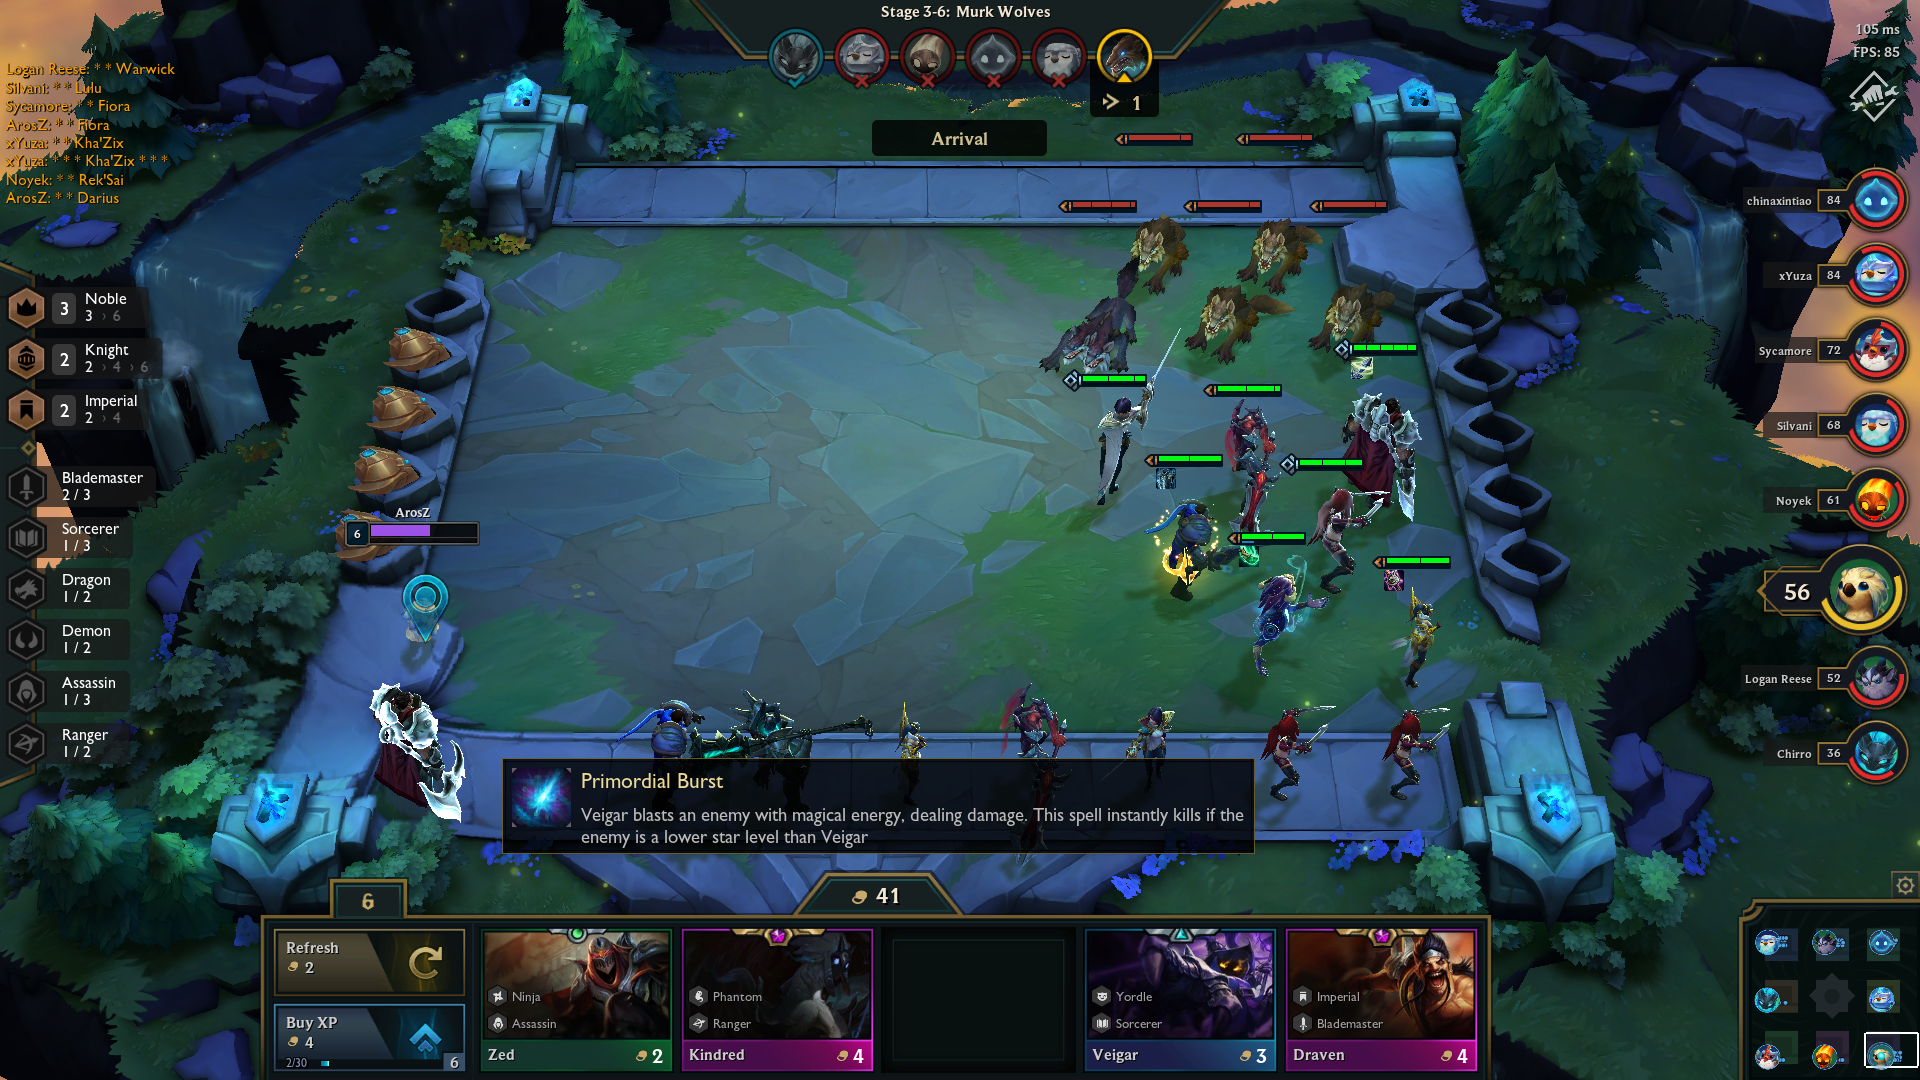 Stage 3-6: Murk Wolves
105 ms
FPS: 85
Logan Reese: * * Warwick
Silvani: * * Lulu
Sycamore: * * Fiora
ArosZ: * * Fiora
xYuza: * * Kha'Zix
xYuza: * * * Kha'Zix * * *
Noyek: * * Rek'Sai
ArosZ: * * Darius
1
Arrival
chinaxintiao 84
xYuza 84
Sycamore 72
Silvani 68
Noyek 61
56
Logan Reese 52
Chirro 36
3 Noble
3 › 6
2 Knight
2 › 4 › 6
2 Imperial
2 › 4
Blademaster
2 / 3
Sorcerer
1 / 3
Dragon
1 / 2
Demon
1 / 2
Assassin
1 / 3
Ranger
1 / 2
ArosZ
6
Primordial Burst
Veigar blasts an enemy with magical energy, dealing damage. This spell instantly kills if the
enemy is a lower star level than Veigar
6
41
Refresh
2
Buy XP
4
2/30
6
Ninja
Assassin
Zed 2
Phantom
Ranger
Kindred 4
Yordle
Sorcerer
Veigar 3
Imperial
Blademaster
Draven 4